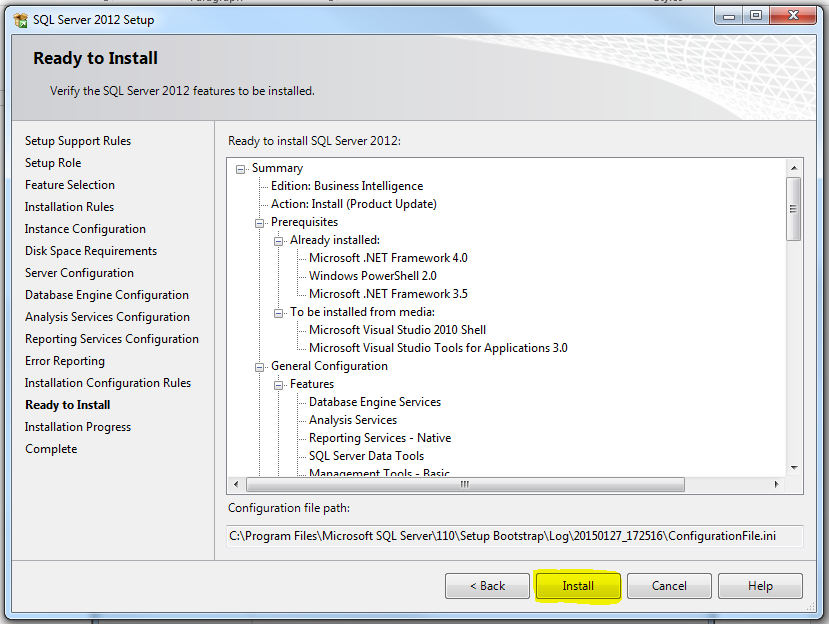 SQL Server 2012 Setup
Ready to Install
Verify the SQL Server 2012 features to be installed.
Setup Support Rules
Setup Role
Feature Selection
Installation Rules
Instance Configuration
Disk Space Requirements
Server Configuration
Database Engine Configuration
Analysis Services Configuration
Reporting Services Configuration
Error Reporting
Installation Configuration Rules
Ready to Install
Installation Progress
Complete
Ready to install SQL Server 2012:
Summary
Edition: Business Intelligence
Action: Install (Product Update)
Prerequisites
Already installed:
Microsoft .NET Framework 4.0
Windows PowerShell 2.0
Microsoft .NET Framework 3.5
To be installed from media:
Microsoft Visual Studio 2010 Shell
Microsoft Visual Studio Tools for Applications 3.0
General Configuration
Features
Database Engine Services
Analysis Services
Reporting Services - Native
SQL Server Data Tools
Management Tools - Basic
Configuration file path:
C:\Program Files\Microsoft SQL Server\110\Setup Bootstrap\Log\20150127_172516\ConfigurationFile.ini
< Back
Install
Cancel
Help